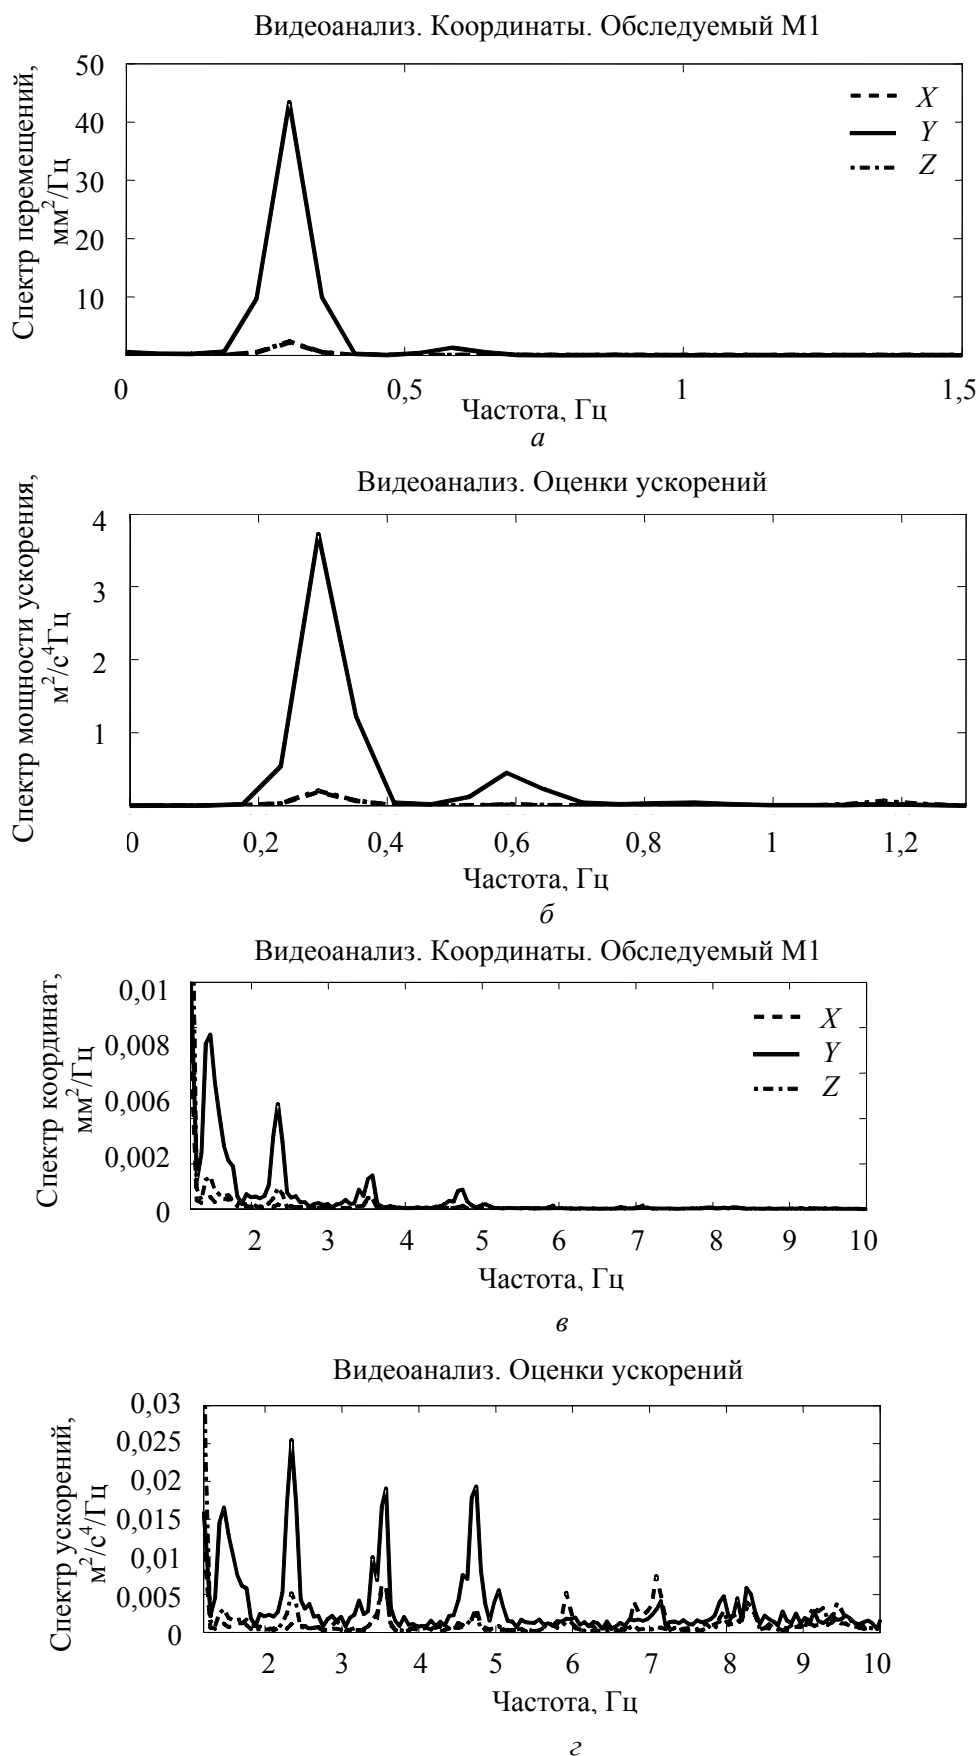 Видеоанализ. Координаты. Обследуемый М1
Спектр перемещений,
мм²/Гц
50
40
30
20
10
X
Y
Z
0
0,5
1
1,5
Частота, Гц
а
Видеоанализ. Оценки ускорений
Спектр мощности ускорения,
м²/с⁴Гц
4
3
2
1
0
0,2
0,4
0,6
0,8
1
1,2
Частота, Гц
б
Видеоанализ. Координаты. Обследуемый М1
Спектр координат,
мм²/Гц
0,01
0,008
0,006
0,002
0
X
Y
Z
2
3
4
5
6
7
8
9
10
Частота, Гц
в
Видеоанализ. Оценки ускорений
Спектр ускорений,
м²/с⁴/Гц
0,03
0,025
0,02
0,015
0,01
0,005
0
2
3
4
5
6
7
8
9
10
Частота, Гц
г